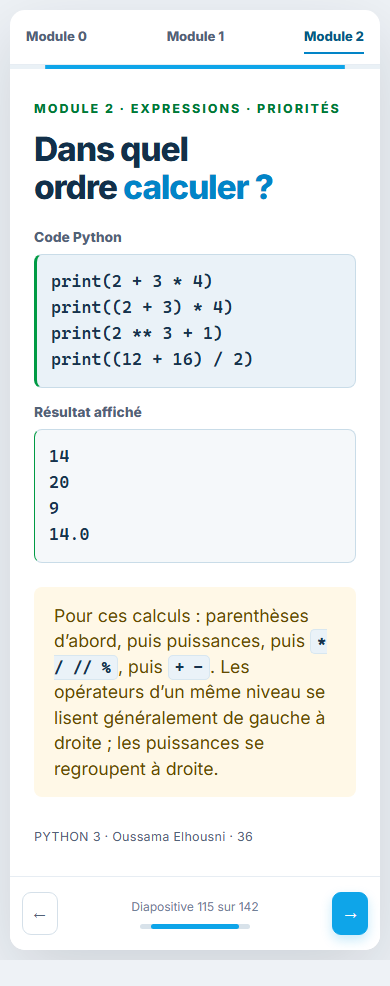 Module 0 Module 1 Module 2
MODULE 2 · EXPRESSIONS · PRIORITÉS
Dans quel
ordre calculer ?
Code Python
print(2 + 3 * 4)
print((2 + 3) * 4)
print(2 ** 3 + 1)
print((12 + 16) / 2)
Résultat affiché
14
20
9
14.0
Pour ces calculs : parenthèses
d’abord, puis puissances, puis *
/ // %, puis + −. Les
opérateurs d’un même niveau se
lisent généralement de gauche à
droite ; les puissances se
regroupent à droite.
PYTHON 3 · Oussama Elhousni · 36
← Diapositive 115 sur 142 →